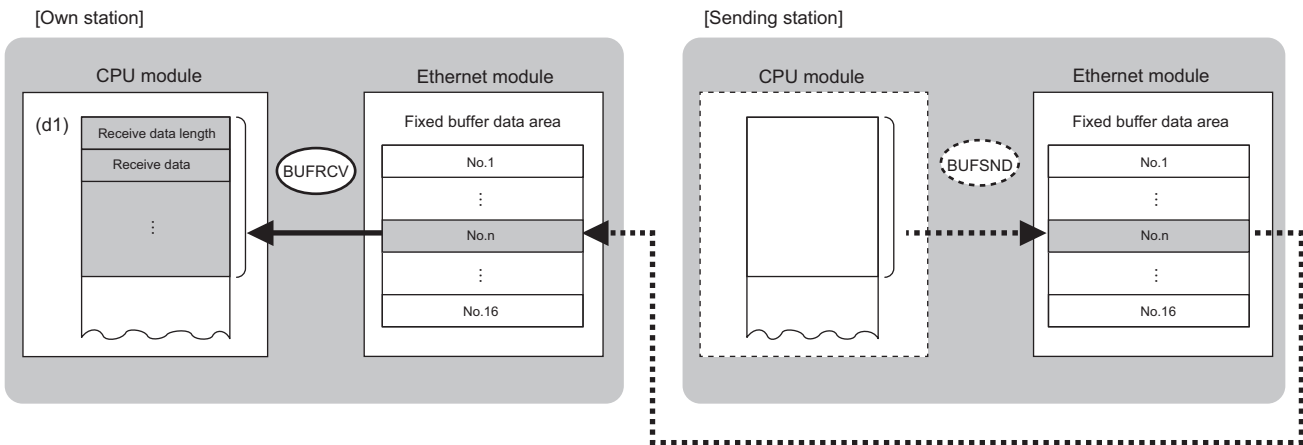 [Own station]
CPU module
Ethernet module
(d1)
Receive data length
Receive data
⋮
BUFRCV
Fixed buffer data area
No.1
⋮
No.n
⋮
No.16
[Sending station]
CPU module
Ethernet module
BUFSND
Fixed buffer data area
No.1
⋮
No.n
⋮
No.16